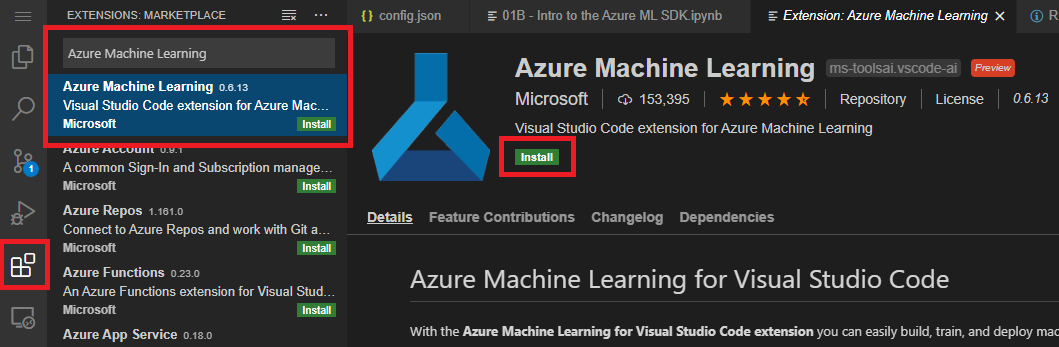 EXTENSIONS: MARKETPLACE
Azure Machine Learning
Azure Machine Learning 0.6.13
Visual Studio Code extension for Azure Mac...
Microsoft Install
Azure Account 0.9.1
A common Sign-In and Subscription manage...
Microsoft Install
Azure Repos 1.161.0
Connect to Azure Repos and work with Git a...
Microsoft Install
Azure Functions 0.23.0
An Azure Functions extension for Visual Stud...
Microsoft Install
Azure App Service 0.18.0
1
{} config.json
01B - Intro to the Azure ML SDK.ipynb
Extension: Azure Machine Learning
R
Azure Machine Learning ms-toolsai.vscode-ai Preview
Microsoft 153,395 Repository License 0.6.13
Visual Studio Code extension for Azure Machine Learning
Install
Details Feature Contributions Changelog Dependencies
Azure Machine Learning for Visual Studio Code
With the Azure Machine Learning for Visual Studio Code extension you can easily build, train, and deploy mac